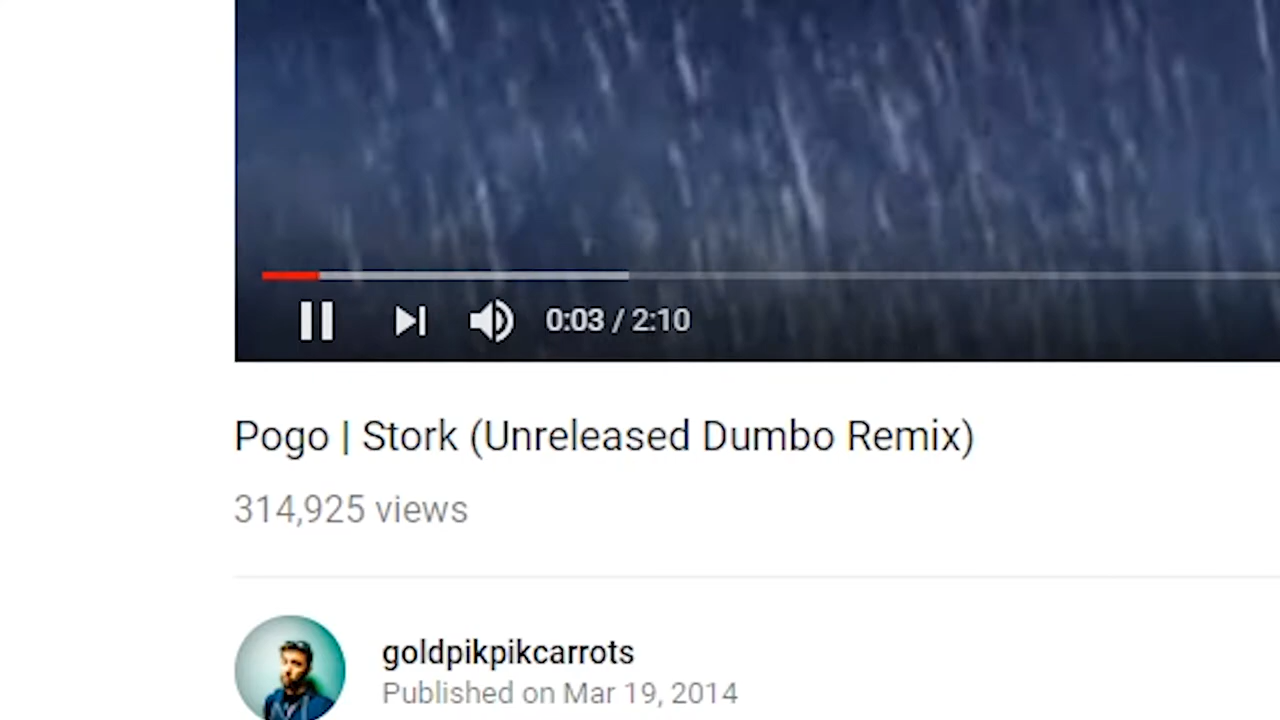 0:03 / 2:10
Pogo | Stork (Unreleased Dumbo Remix)
314,925 views
goldpikpikcarrots
Published on Mar 19, 2014